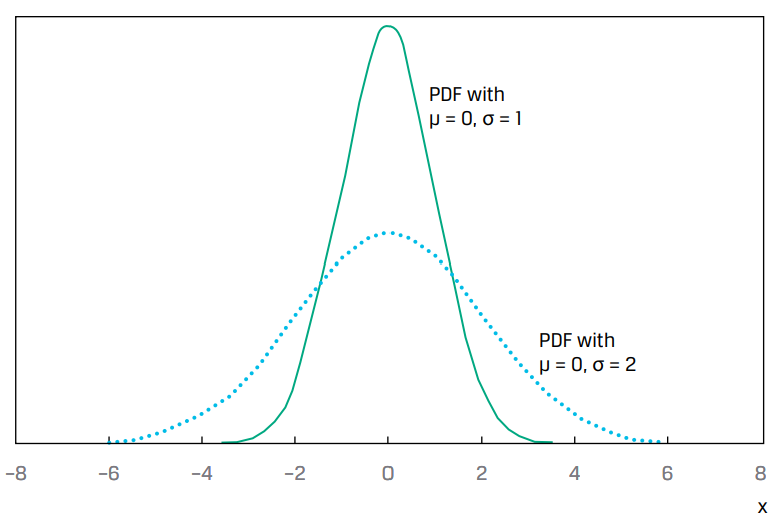 PDF with
μ = 0, σ = 1
PDF with
μ = 0, σ = 2
−8 −6 −4 −2 0 2 4 6 8
x